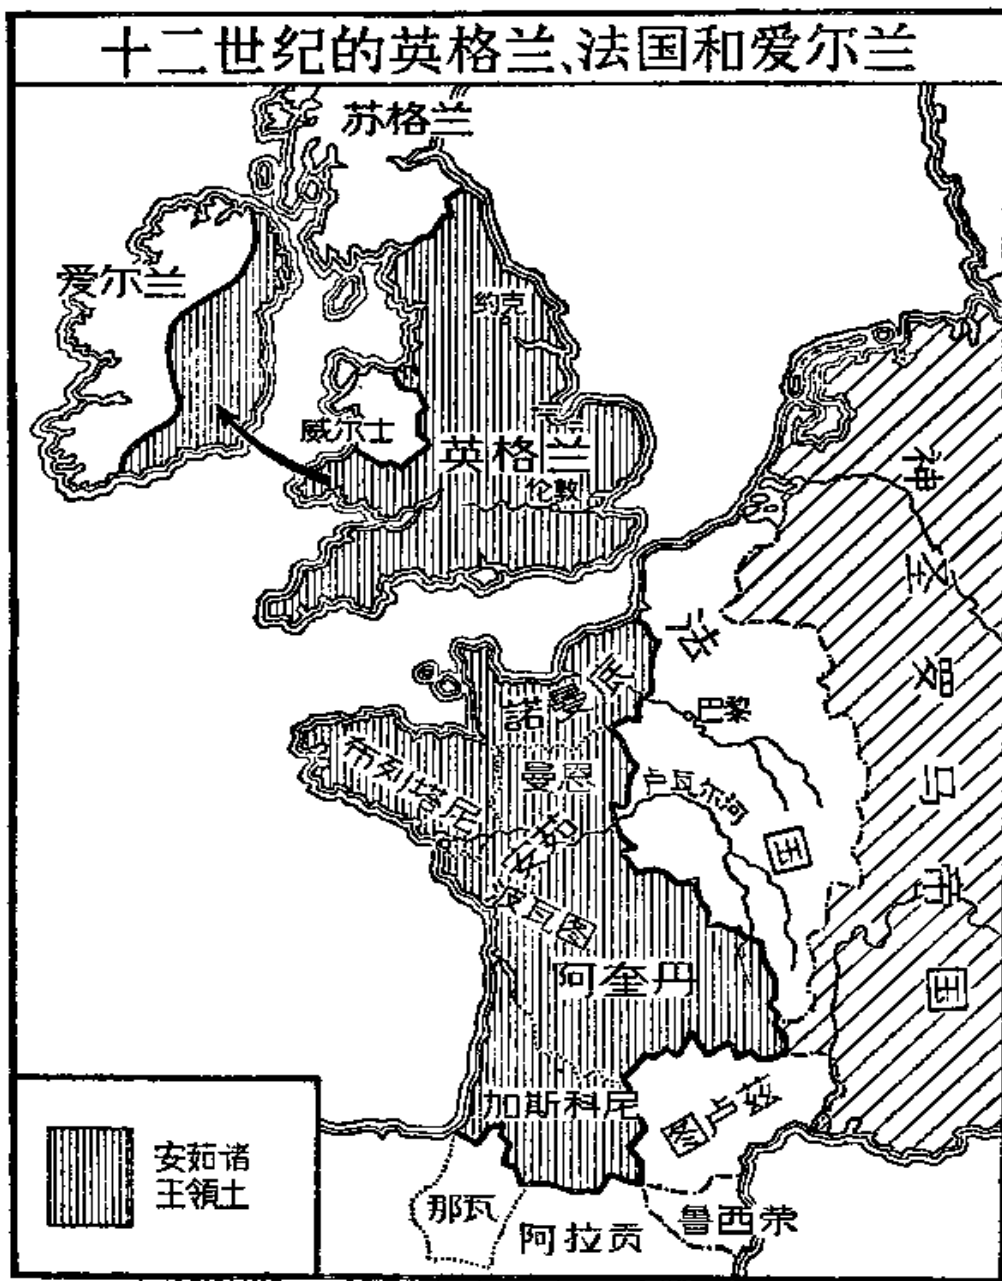 十二世纪的英格兰、法国和爱尔兰
苏格兰
爱尔兰
约克
威尔士
英格兰
伦敦
神圣罗马帝国
法国
诺曼底
巴黎
布列塔尼
曼恩
卢瓦尔河
安茹
波瓦图
阿奎丹
加斯科尼
图卢兹
那瓦
阿拉贡
鲁西荣
安茹诸
王領土